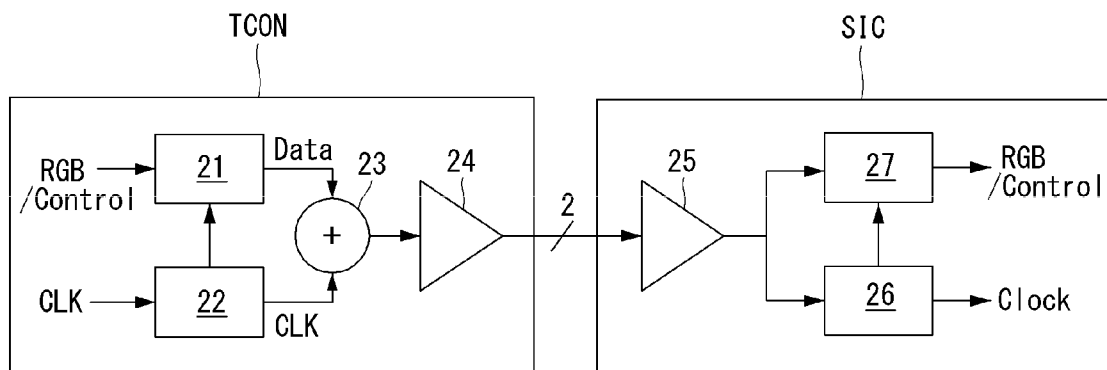 TCON
SIC
RGB
/Control
21
Data
23
24
2
25
27
RGB
/Control
+
CLK
22
CLK
26
Clock